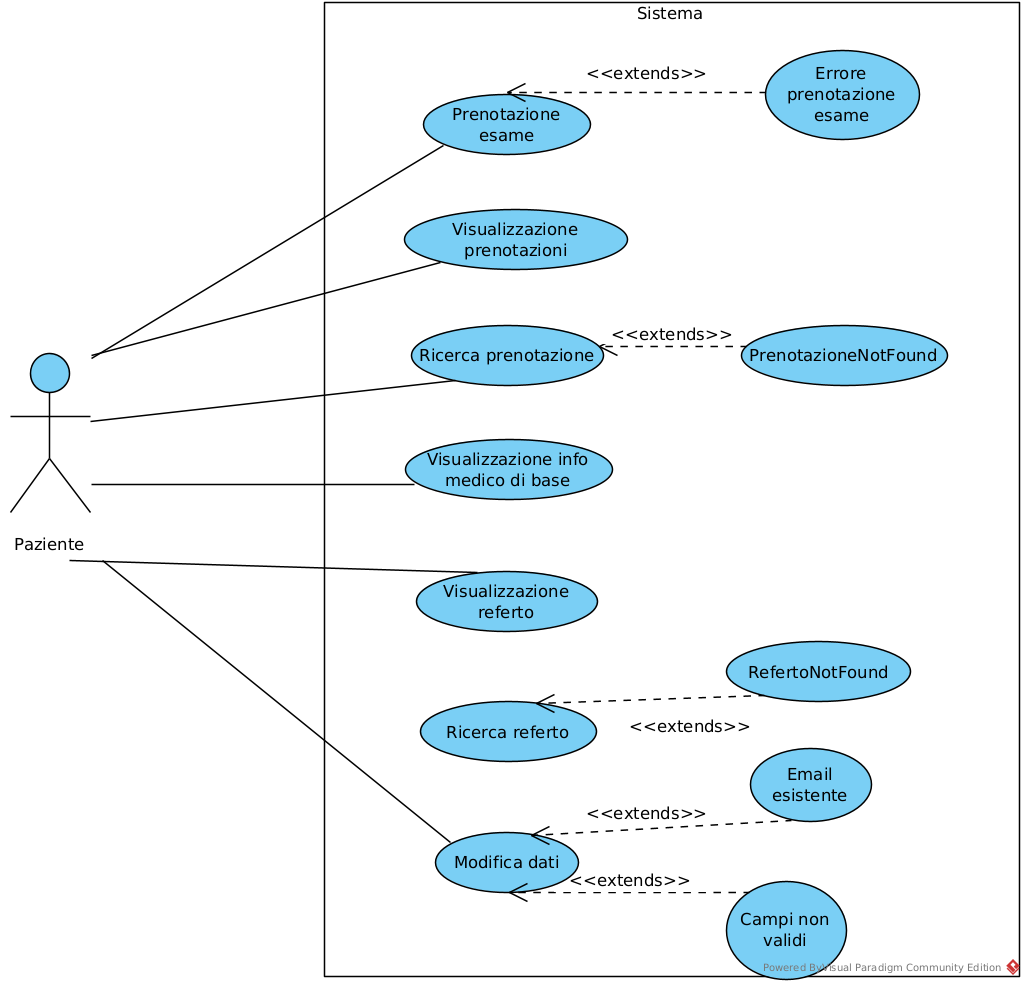 Sistema
<<extends>>
Errore
prenotazione
esame
Prenotazione
esame
Visualizzazione
prenotazioni
<<extends>>
Ricerca prenotazione
PrenotazioneNotFound
Visualizzazione info
medico di base
Paziente
Visualizzazione
referto
RefertoNotFound
<<extends>>
Ricerca referto
Email
esistente
<<extends>>
Modifica dati
<<extends>>
Campi non
validi
Powered By Visual Paradigm Community Edition